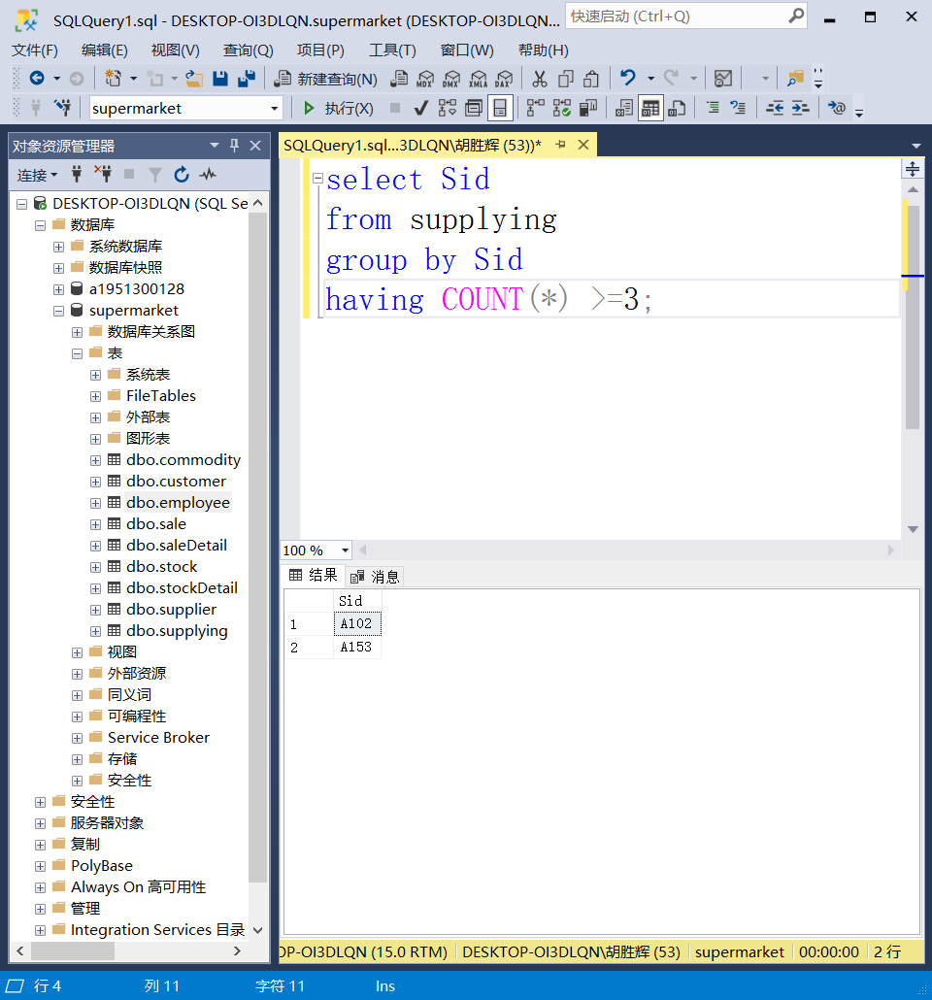 SQLQuery1.sql - DESKTOP-OI3DLQN.supermarket (DESKTOP-OI3DLQN...
快速启动 (Ctrl+Q)
文件(F) 编辑(E) 视图(V) 查询(Q) 项目(P) 工具(T) 窗口(W) 帮助(H)
新建查询(N) MDX DMX XMLA DAX
supermarket 执行(X)
对象资源管理器
SQLQuery1.sql...3DLQN\胡胜辉 (53))*
连接
DESKTOP-OI3DLQN (SQL Se
数据库
系统数据库
数据库快照
a1951300128
supermarket
数据库关系图
表
系统表
FileTables
外部表
图形表
dbo.commodity
dbo.customer
dbo.employee
dbo.sale
dbo.saleDetail
dbo.stock
dbo.stockDetail
dbo.supplier
dbo.supplying
视图
外部资源
同义词
可编程性
Service Broker
存储
安全性
安全性
服务器对象
复制
PolyBase
Always On 高可用性
管理
Integration Services 目录
select Sid
from supplying
group by Sid
having COUNT(*) >=3;
100 %
结果 消息
Sid
1 A102
2 A153
OP-OI3DLQN (15.0 RTM) DESKTOP-OI3DLQN\胡胜辉 (53) supermarket 00:00:00 2 行
行 4 列 11 字符 11 Ins